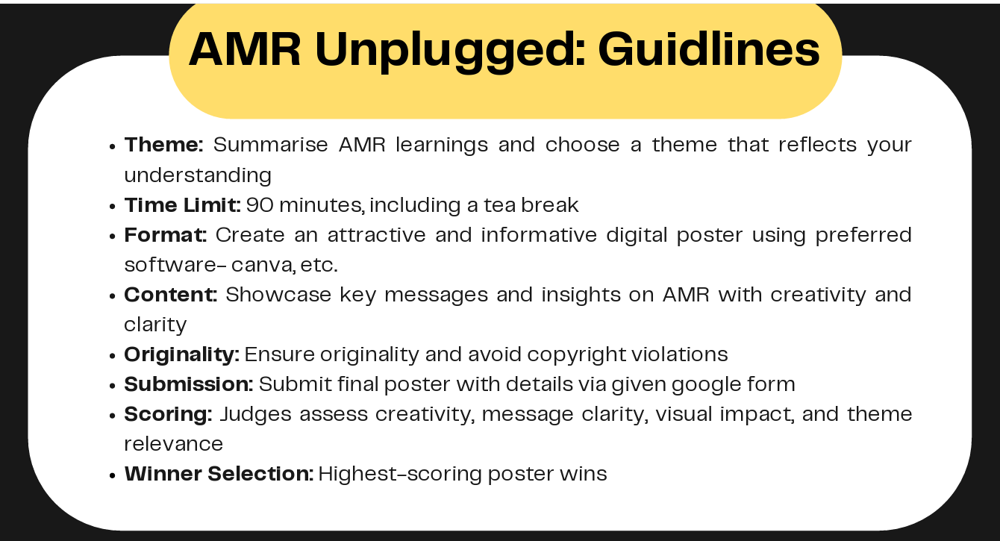 AMR Unplugged: Guidlines
• Theme: Summarise AMR learnings and choose a theme that reflects your
understanding
• Time Limit: 90 minutes, including a tea break
• Format: Create an attractive and informative digital poster using preferred
software- canva, etc.
• Content: Showcase key messages and insights on AMR with creativity and
clarity
• Originality: Ensure originality and avoid copyright violations
• Submission: Submit final poster with details via given google form
• Scoring: Judges assess creativity, message clarity, visual impact, and theme
relevance
• Winner Selection: Highest-scoring poster wins